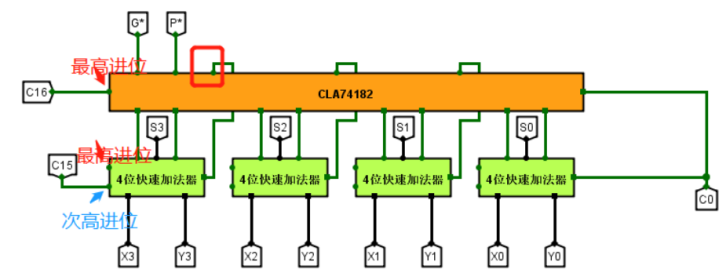 G* P*
最高进位
C16 CLA74182
S3 S2 S1 S0
最高进位
C15 4位快速加法器 4位快速加法器 4位快速加法器 4位快速加法器
次高进位 C0
X3 Y3 X2 Y2 X1 Y1 X0 Y0